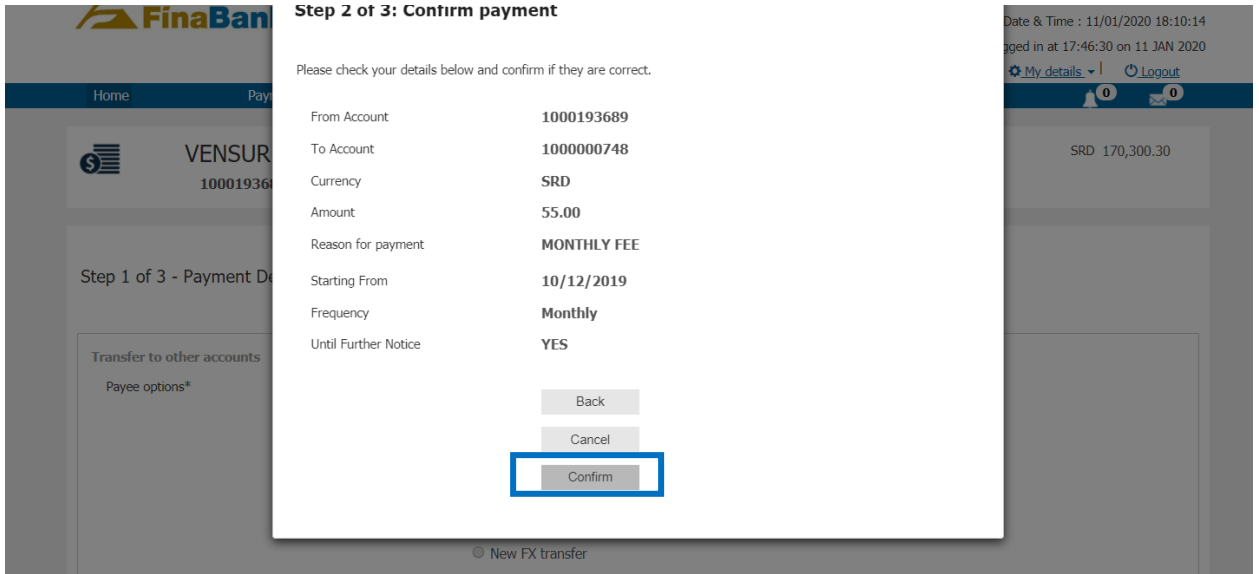 FinaBan
Step 2 of 3: Confirm payment
Date & Time : 11/01/2020 18:10:14
gged in at 17:46:30 on 11 JAN 2020
Please check your details below and confirm if they are correct.
My details Logout
Home Pay
0 0
From Account 1000193689
To Account 1000000748
VENSUR
SRD 170,300.30
Currency SRD
100019368
Amount 55.00
Reason for payment MONTHLY FEE
Step 1 of 3 - Payment De
Starting From 10/12/2019
Frequency Monthly
Until Further Notice YES
Transfer to other accounts
Payee options*
Back
Cancel
Confirm
New FX transfer